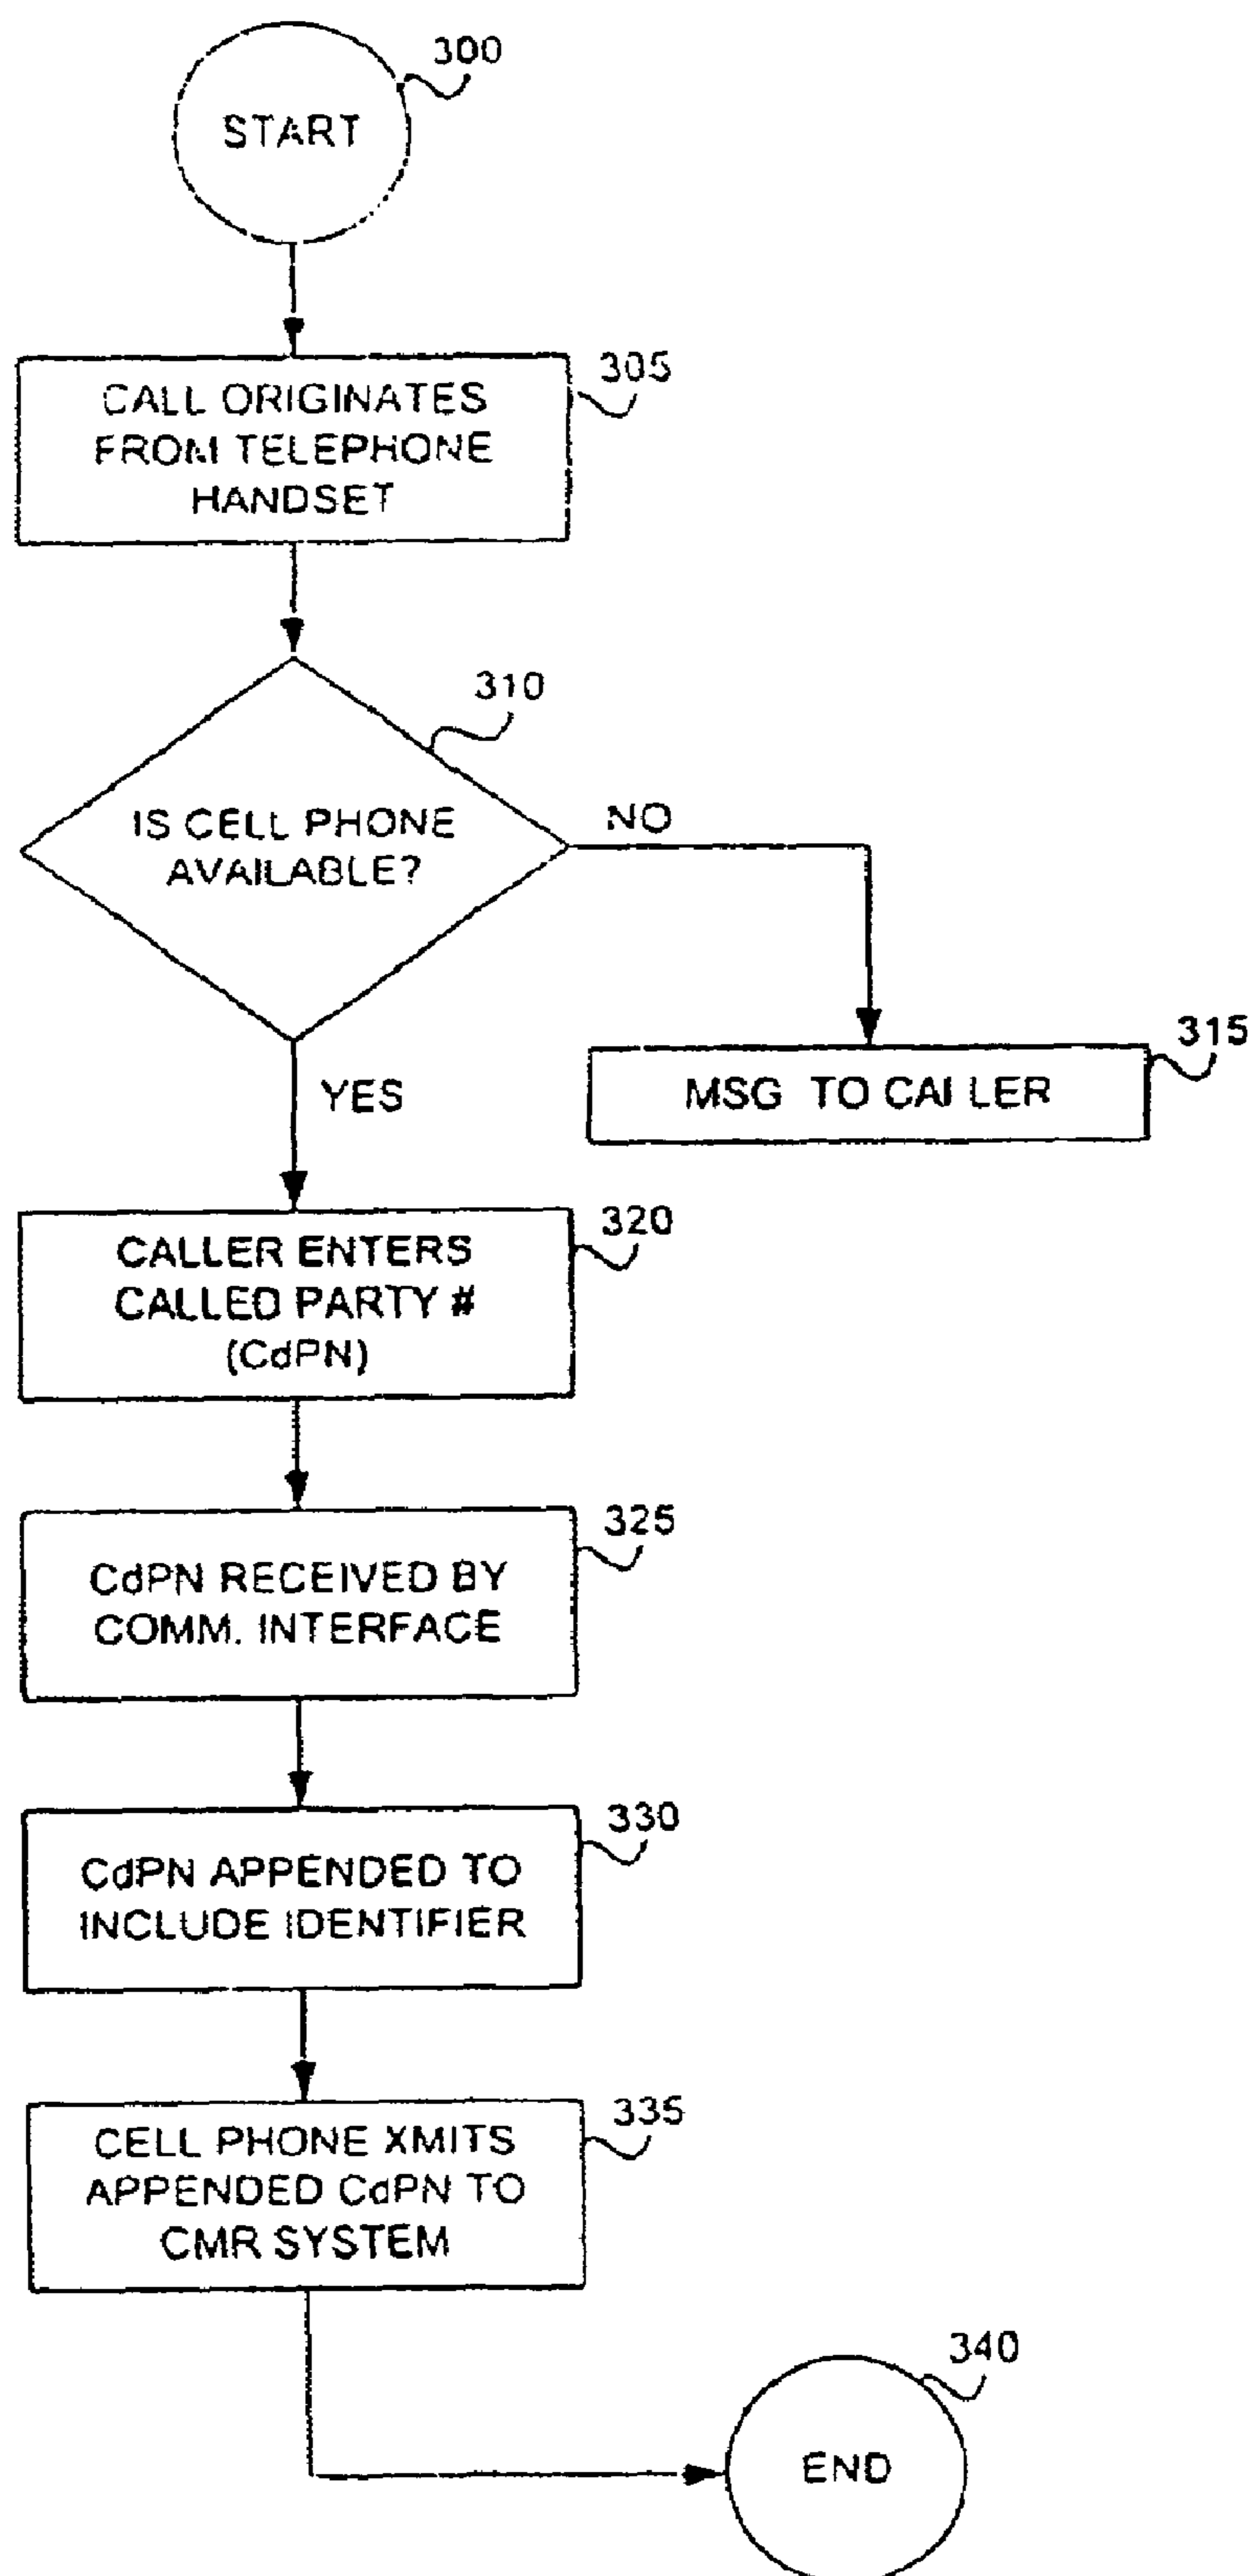 300
START
305
CALL ORIGINATES
FROM TELEPHONE
HANDSET
310
IS CELL PHONE
AVAILABLE?
NO
315
MSG TO CALLER
YES
320
CALLER ENTERS
CALLED PARTY #
(CdPN)
325
CdPN RECEIVED BY
COMM. INTERFACE
330
CdPN APPENDED TO
INCLUDE IDENTIFIER
335
CELL PHONE XMITS
APPENDED CdPN TO
CMR SYSTEM
340
END